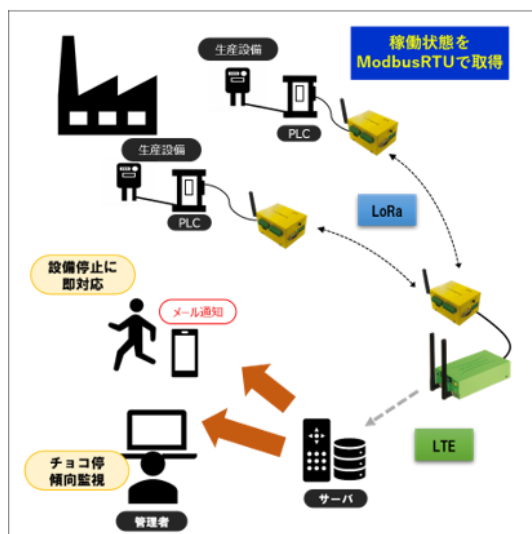 稼働状態を
ModbusRTUで取得
生産設備
PLC
生産設備
PLC
LoRa
設備停止に
即対応
メール通知
LTE
チョコ停
傾向監視
サーバ
管理者